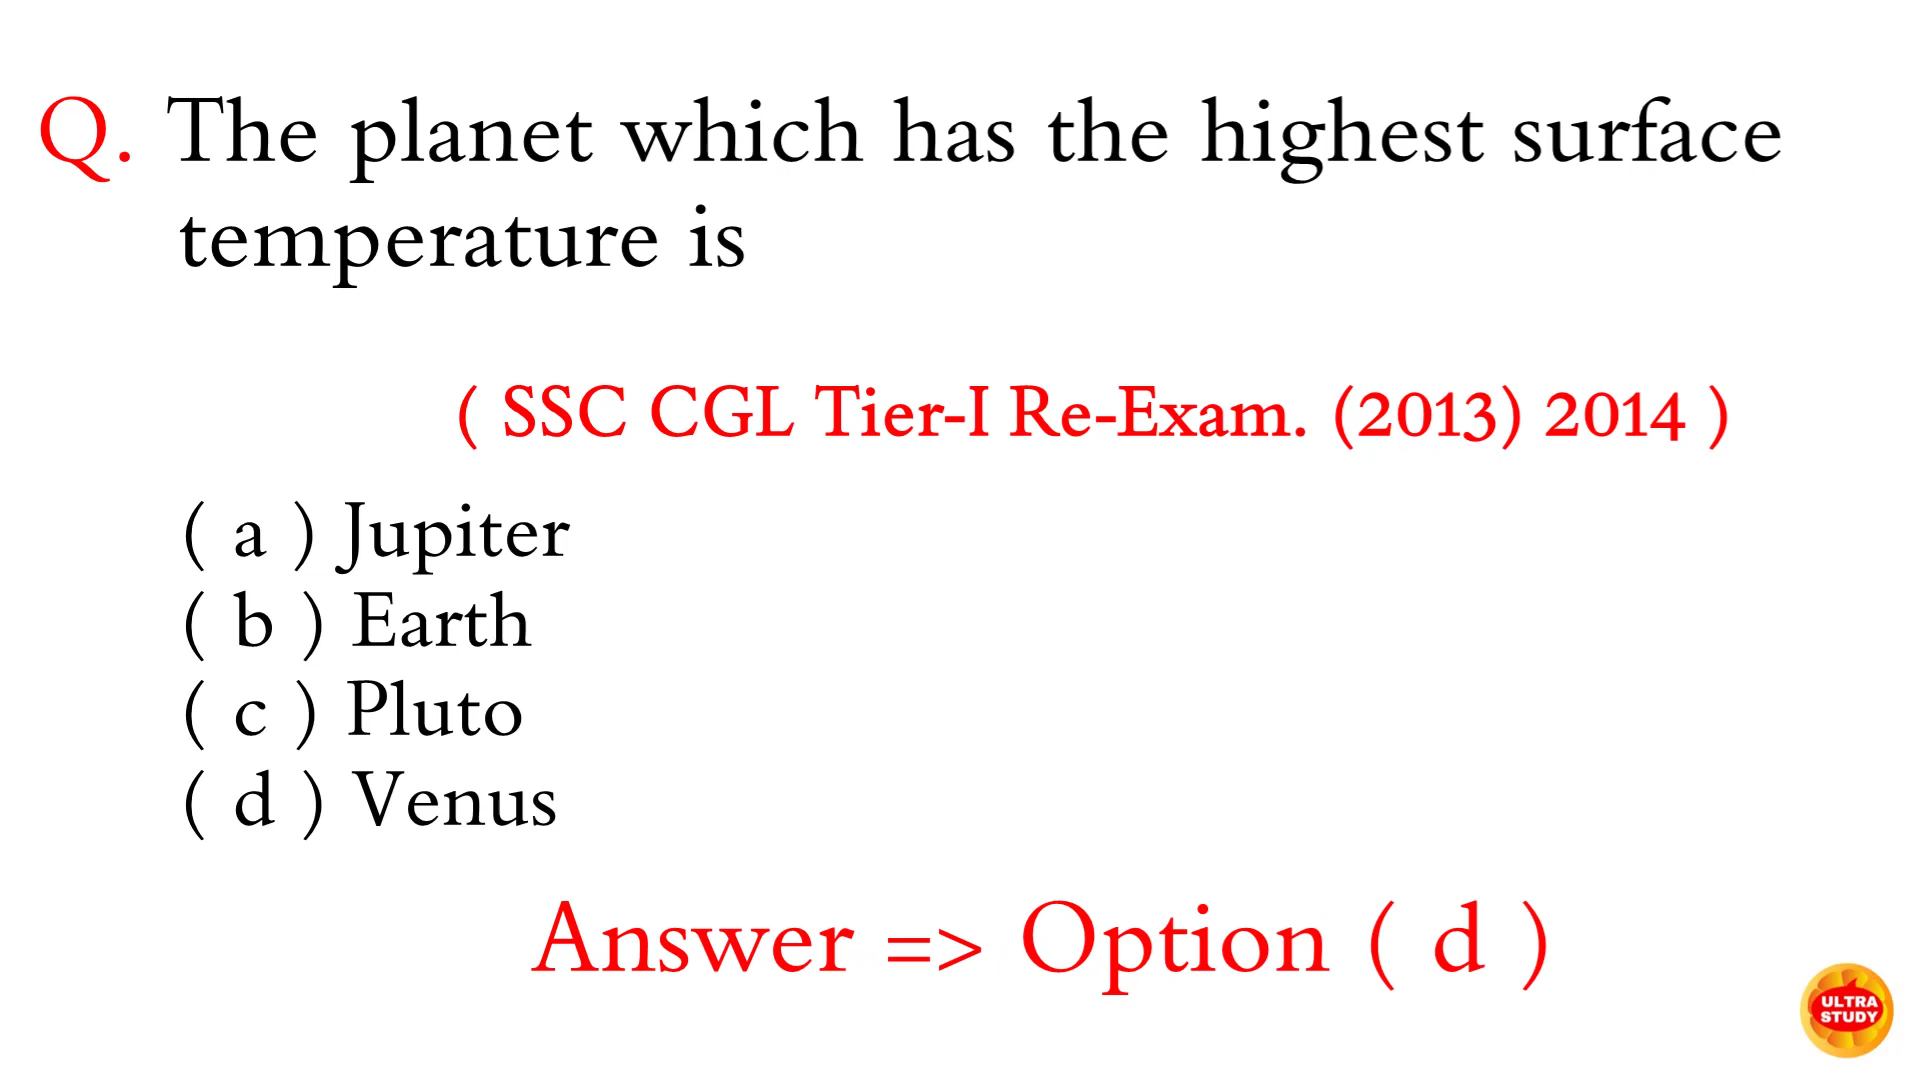 Q. The planet which has the highest surface
temperature is
( SSC CGL Tier-I Re-Exam. (2013) 2014 )
( a ) Jupiter
( b ) Earth
( c ) Pluto
( d ) Venus
Answer => Option ( d )
ULTRA
STUDY